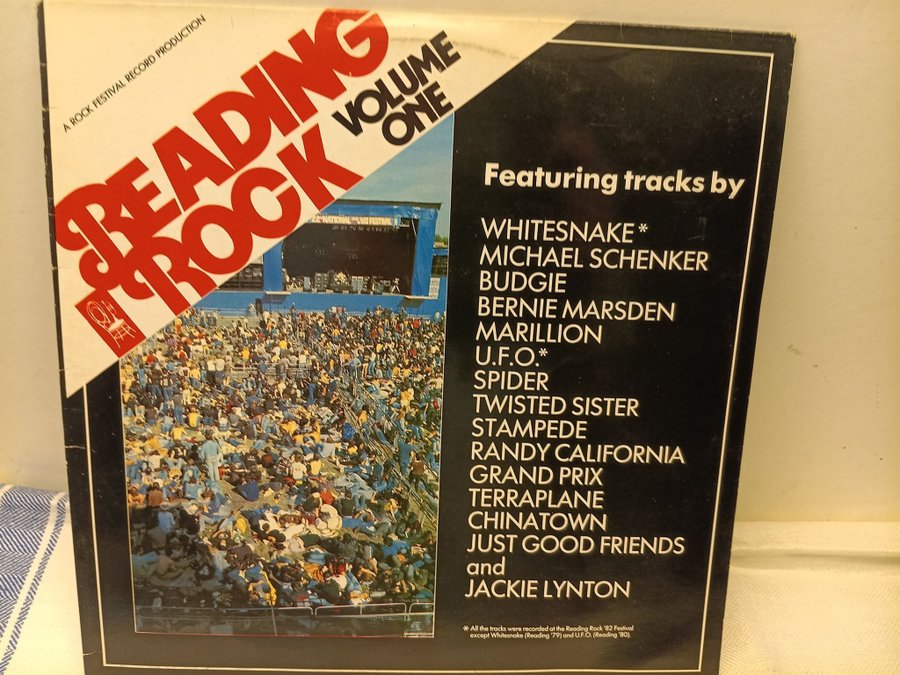 A ROCK FESTIVAL RECORD PRODUCTION
READING
ROCK
VOLUME
ONE
NATIONAL
FESTIVAL
Featuring tracks by
WHITESNAKE*
MICHAEL SCHENKER
BUDGIE
BERNIE MARSDEN
MARILLION
U.F.O.*
SPIDER
TWISTED SISTER
STAMPEDE
RANDY CALIFORNIA
GRAND PRIX
TERRAPLANE
CHINATOWN
JUST GOOD FRIENDS
and
JACKIE LYNTON
* All the tracks were recorded at the Reading Rock '82 Festival
except Whitesnake (Reading '79) and U.F.O. (Reading '80).